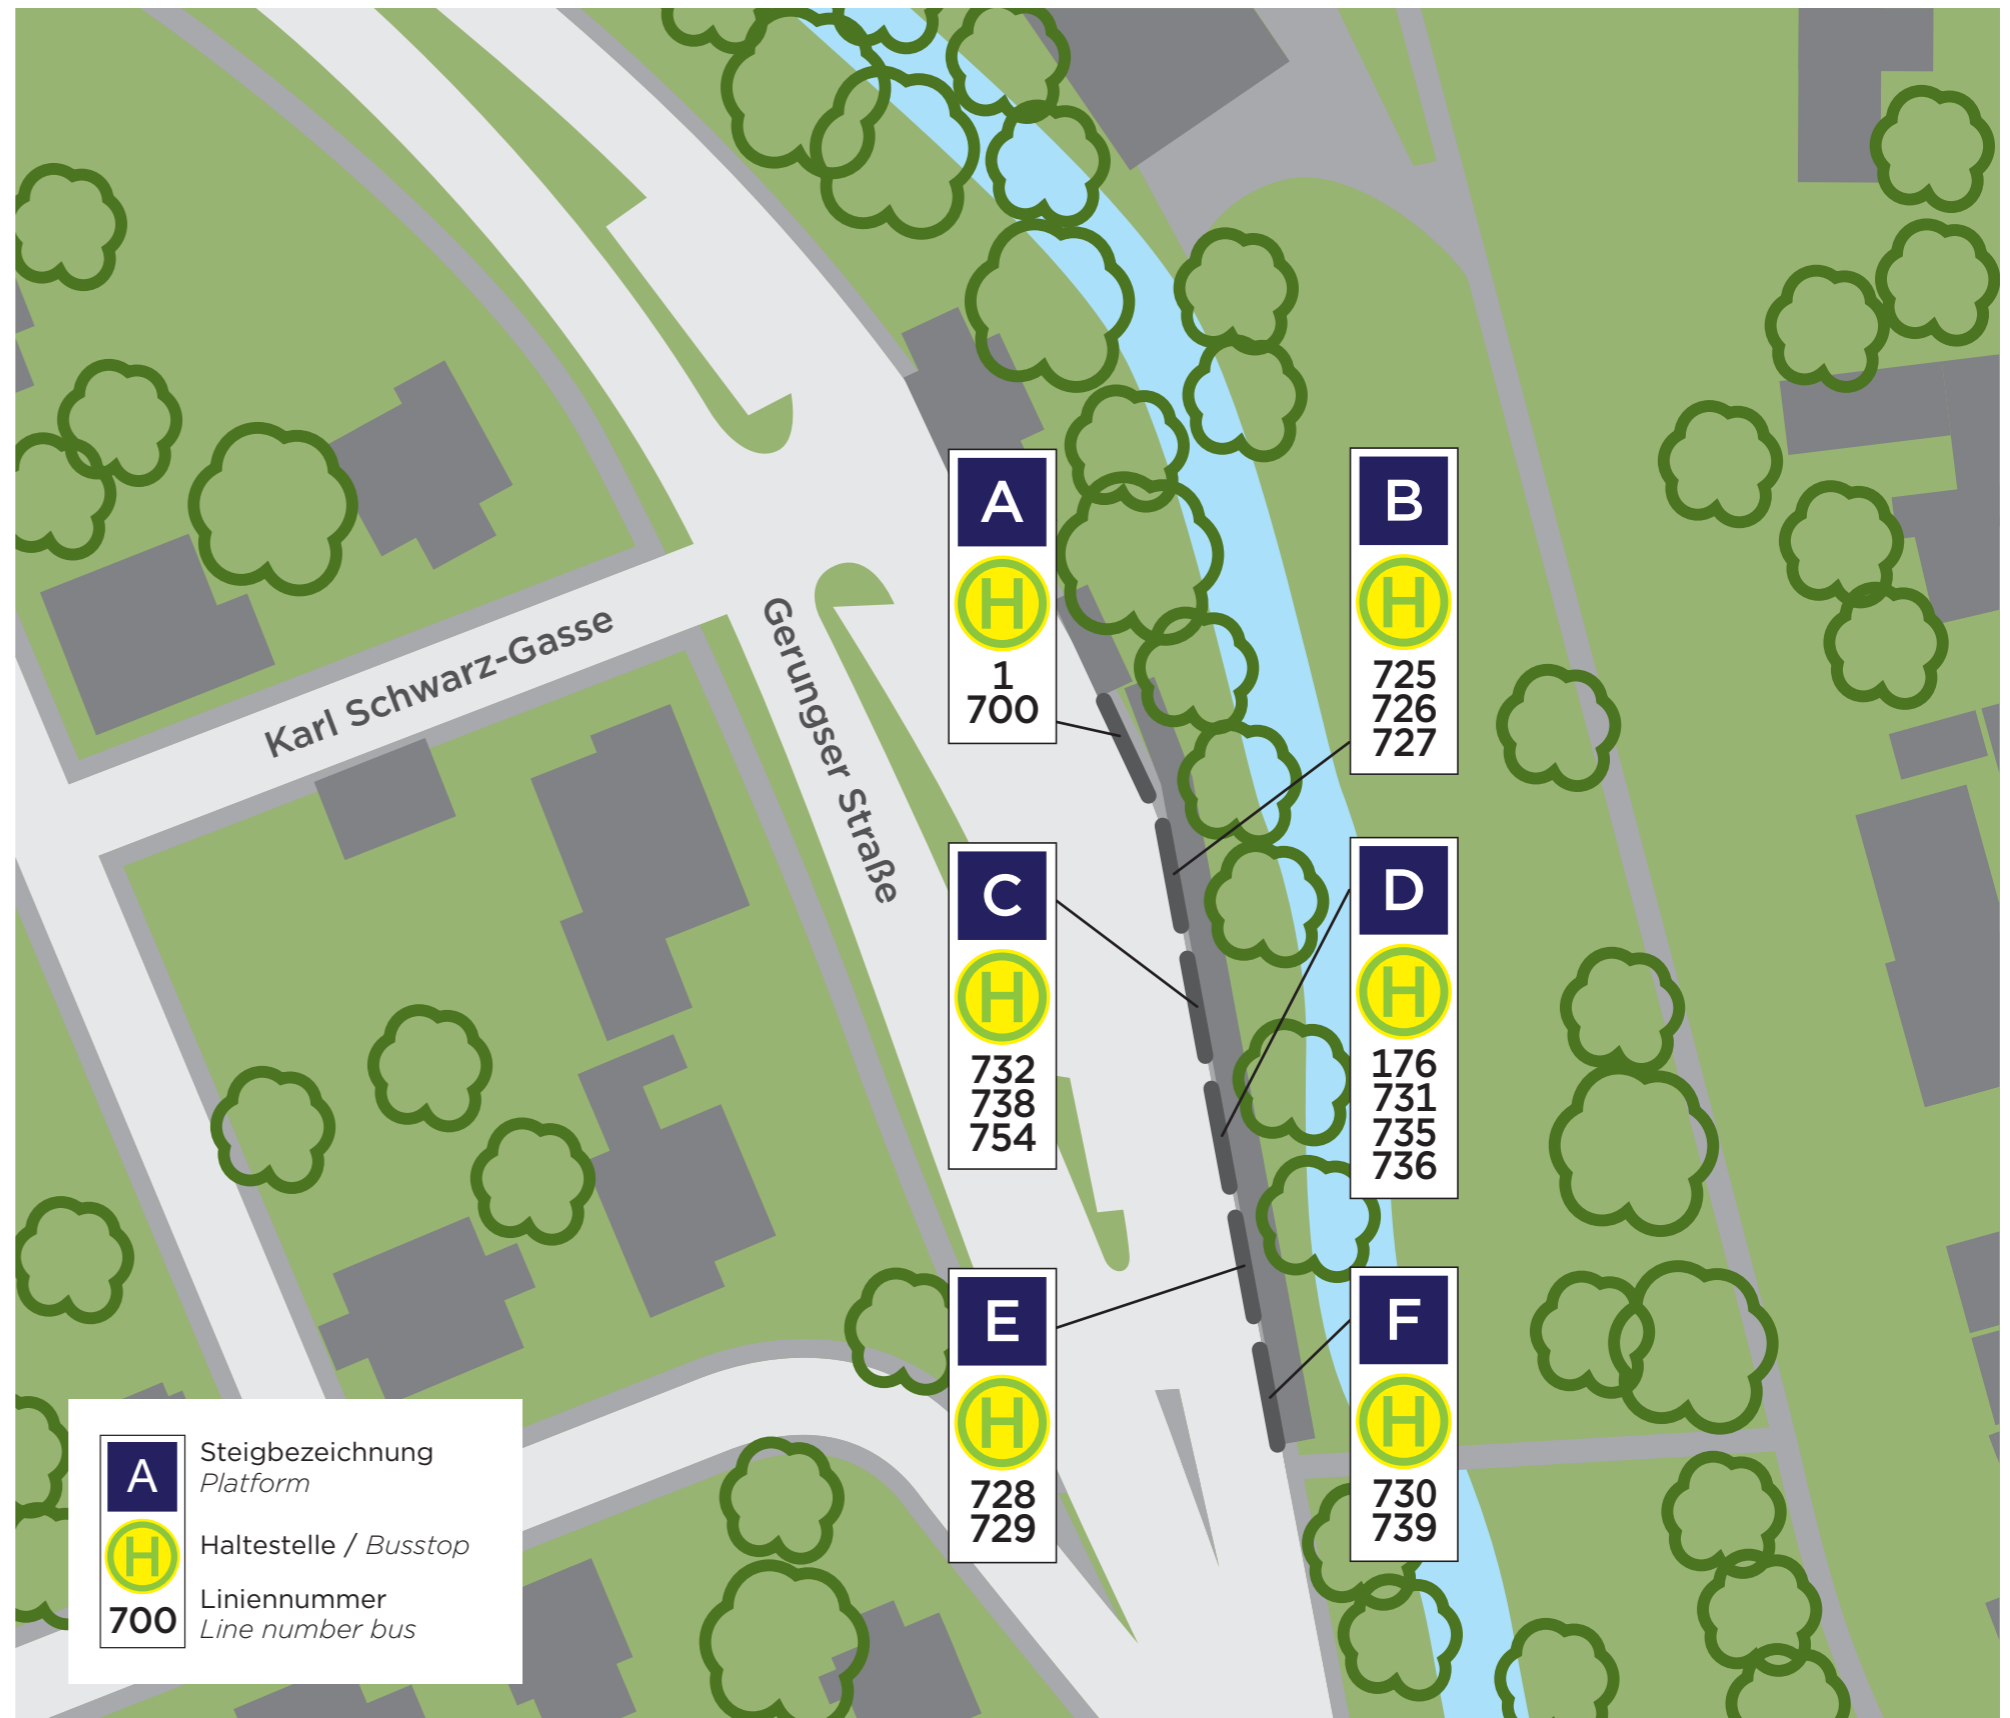 A
H
1
700
B
H
725
726
727
Karl Schwarz-Gasse
Gerungser Straße
C
H
732
738
754
D
H
176
731
735
736
E
H
728
729
F
H
730
739
A
Steigbezeichnung
Platform
H
Haltestelle / Busstop
700
Liniennummer
Line number bus